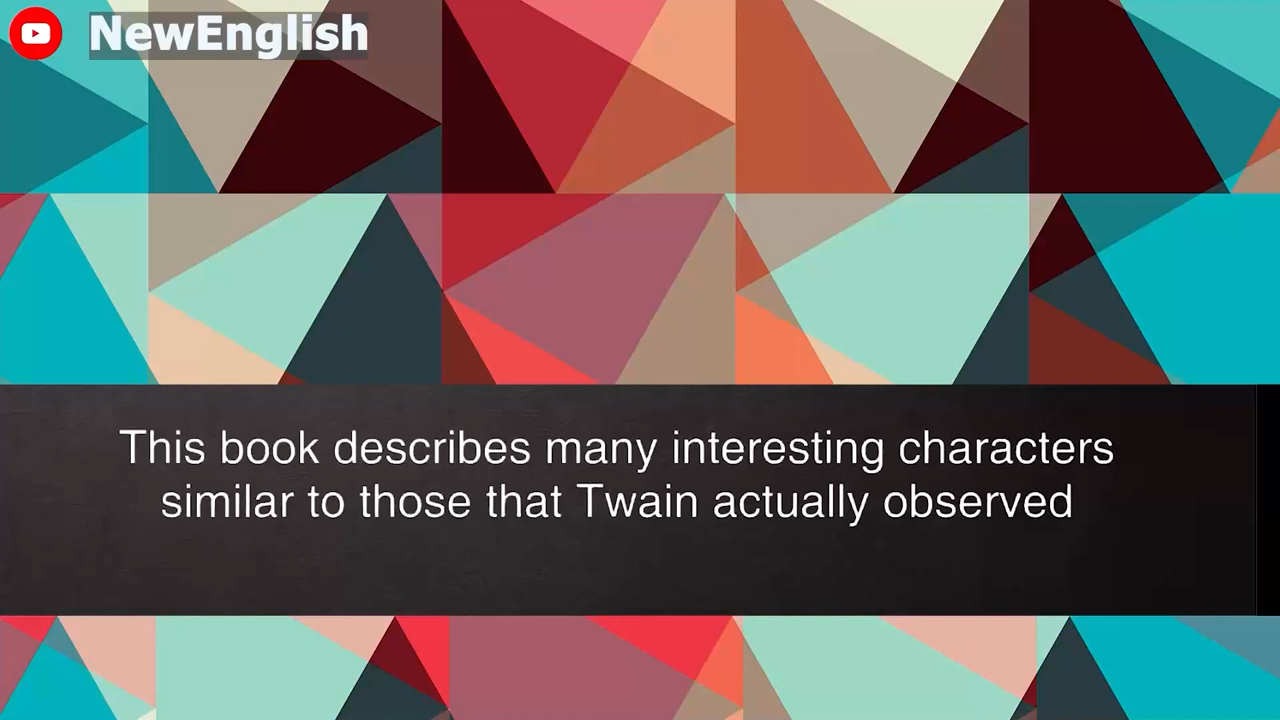 NewEnglish
This book describes many interesting characters
similar to those that Twain actually observed